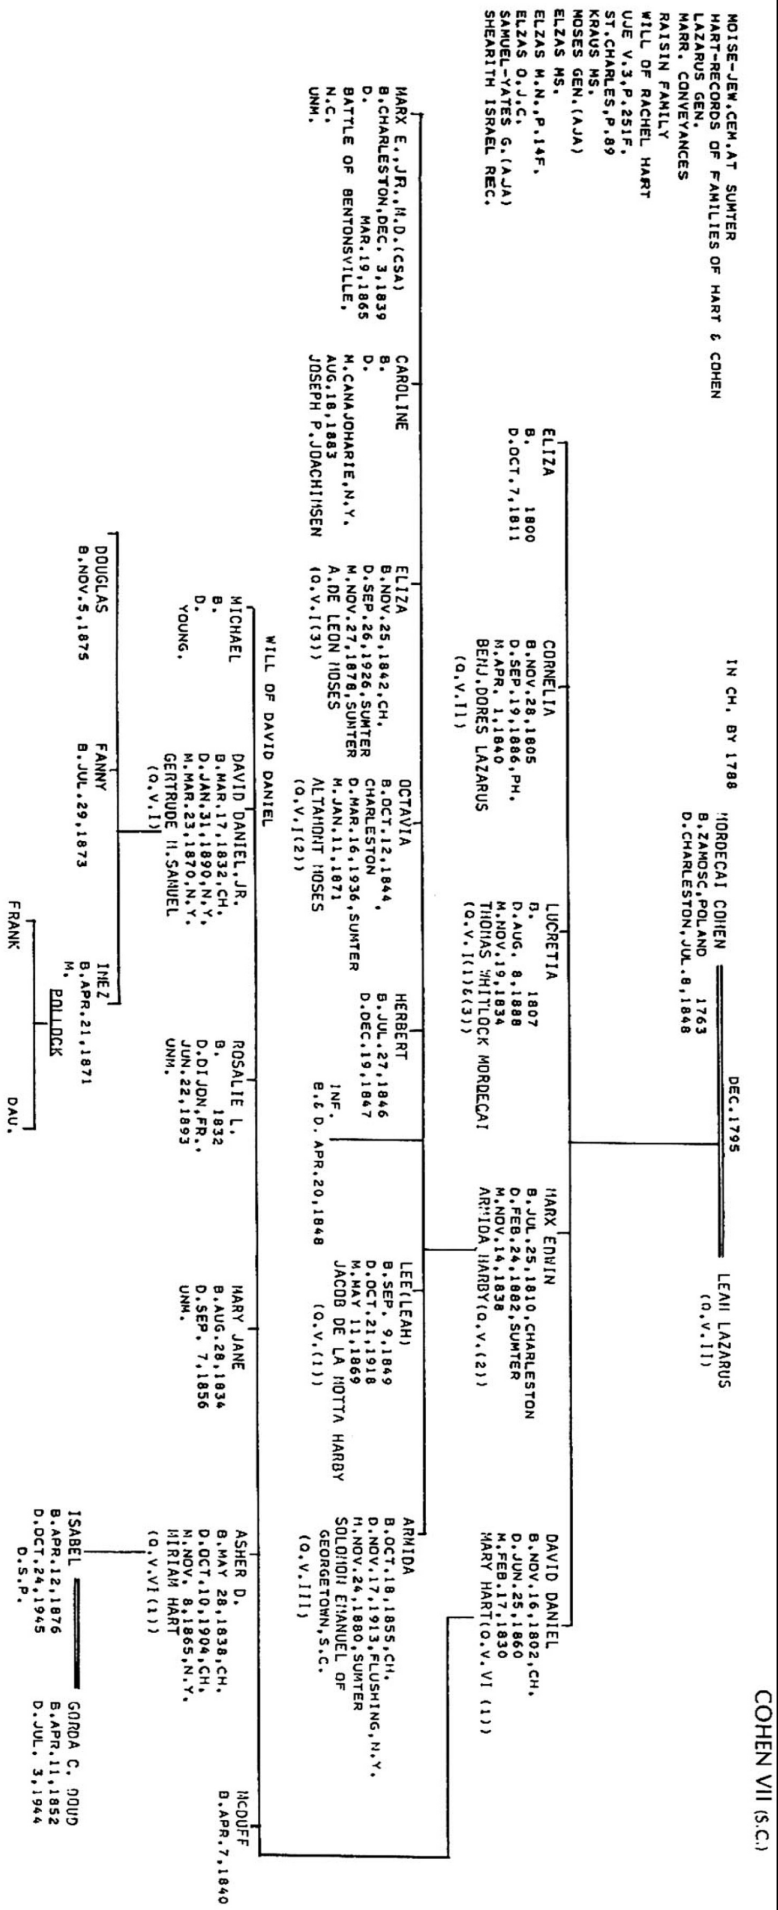 COHEN VII (S.C.)
MOISE-JEW.CEM.AT SUMTER
HART-RECORDS OF FAMILIES OF HART & COHEN
LAZARUS GEN.
MARR. CONVEYANCES
RAISIN FAMILY
WILL OF RACHEL HART
UJE V.3,P.251F.
ST.CHARLES,P.89
KRAUS MS.
MOSES GEN.(AJA)
ELZAS MS.
ELZAS M.N.,P.14F.
ELZAS O.J.C.
SAMUEL-YATES G.(AJA)
SHEARITH ISRAEL REC.
IN CH. BY 1788
MORDECAI COHEN
B.ZAMOSC,POLAND 1763
D.CHARLESTON,JUL.8,1848
DEC.1795
LEAH LAZARUS
(Q.V.II)
ELIZA
B. 1800
D.OCT.7,1811
CORNELIA
B.NOV.28,1805
D.SEP.19,1886,PH.
M.APR. 1,1840
BENJ.DORES LAZARUS
(Q.V.II)
LUCRETIA
B. 1807
D.AUG. 8,1888
M.NOV.19,1834
THOMAS WHITLOCK MORDECAI
(Q.V.I(1)&(3))
MARX EDWIN
B.JUL.25,1810,CHARLESTON
D.FEB.24,1882,SUMTER
M.NOV.14,1838
ARMIDA HARBY(Q.V.(2))
DAVID DANIEL
B.NOV.16,1802,CH.
D.JUN.25,1860
M.FEB.17,1830
MARY HART(Q.V.VI (1))
MARX E.,JR.,M.D.(CSA)
B.CHARLESTON,DEC. 3,1839
D. MAR.19,1865
BATTLE OF BENTONSVILLE,
N.C.
UNM.
CAROLINE
B.
D.
M.CANAJOHARIE,N.Y.
AUG.18,1883
JOSEPH P.JOACHIMSEN
ELIZA
B.NOV.25,1842,CH.
D.SEP.26,1926,SUMTER
M.NOV.27,1878,SUMTER
A.DE LEON MOSES
(Q.V.I(3))
OCTAVIA
B.OCT.12,1844,
CHARLESTON
D.MAR.16,1936,SUMTER
M.JAN.11,1871
ALTAMONT MOSES
(Q.V.I(2))
HERBERT
B.JUL.27,1846
D.DEC.19,1847
INF.
B.& D. APR.20,1848
LEE(LEAH)
B.SEP. 9,1849
D.OCT.21,1918
M.MAY 11,1869
JACOB DE LA MOTTA HARBY
(Q.V.(1))
ARMIDA
B.OCT.18,1855,CH.
D.NOV.17,1913,FLUSHING,N.Y.
M.NOV.24,1880,SUMTER
SOLOMON EMANUEL OF
GEORGETOWN,S.C.
(Q.V.III)
WILL OF DAVID DANIEL
MICHAEL
B.
D.
YOUNG.
DAVID DANIEL,JR.
B.MAR.17,1832,CH.
D.JAN.31,1890,N.Y.
M.MAR.23,1870,N.Y.
GERTRUDE M.SAMUEL
(Q.V.I)
ROSALIE L.
B. 1832
D.DIJON,FR.,
JUN.22,1893
UNM.
MARY JANE
B.AUG.28,1834
D.SEP. 7,1856
UNM.
ASHER D.
B.MAY 28,1838,CH.
D.OCT.10,1904,CH.
M.NOV. 8,1865,N.Y.
MIRIAM HART
(Q.V.VI(1))
MCDUFF
B.APR.7,1840
DOUGLAS
B.NOV.5,1875
FANNY
B.JUL.29,1873
INEZ
B.APR.21,1871
M.
POLLOCK
ISABEL
B.APR.12,1876
D.OCT.24,1945
D.S.P.
GORDA C. DOUD
B.APR.11,1852
D.JUL. 3,1944
FRANK
DAU.